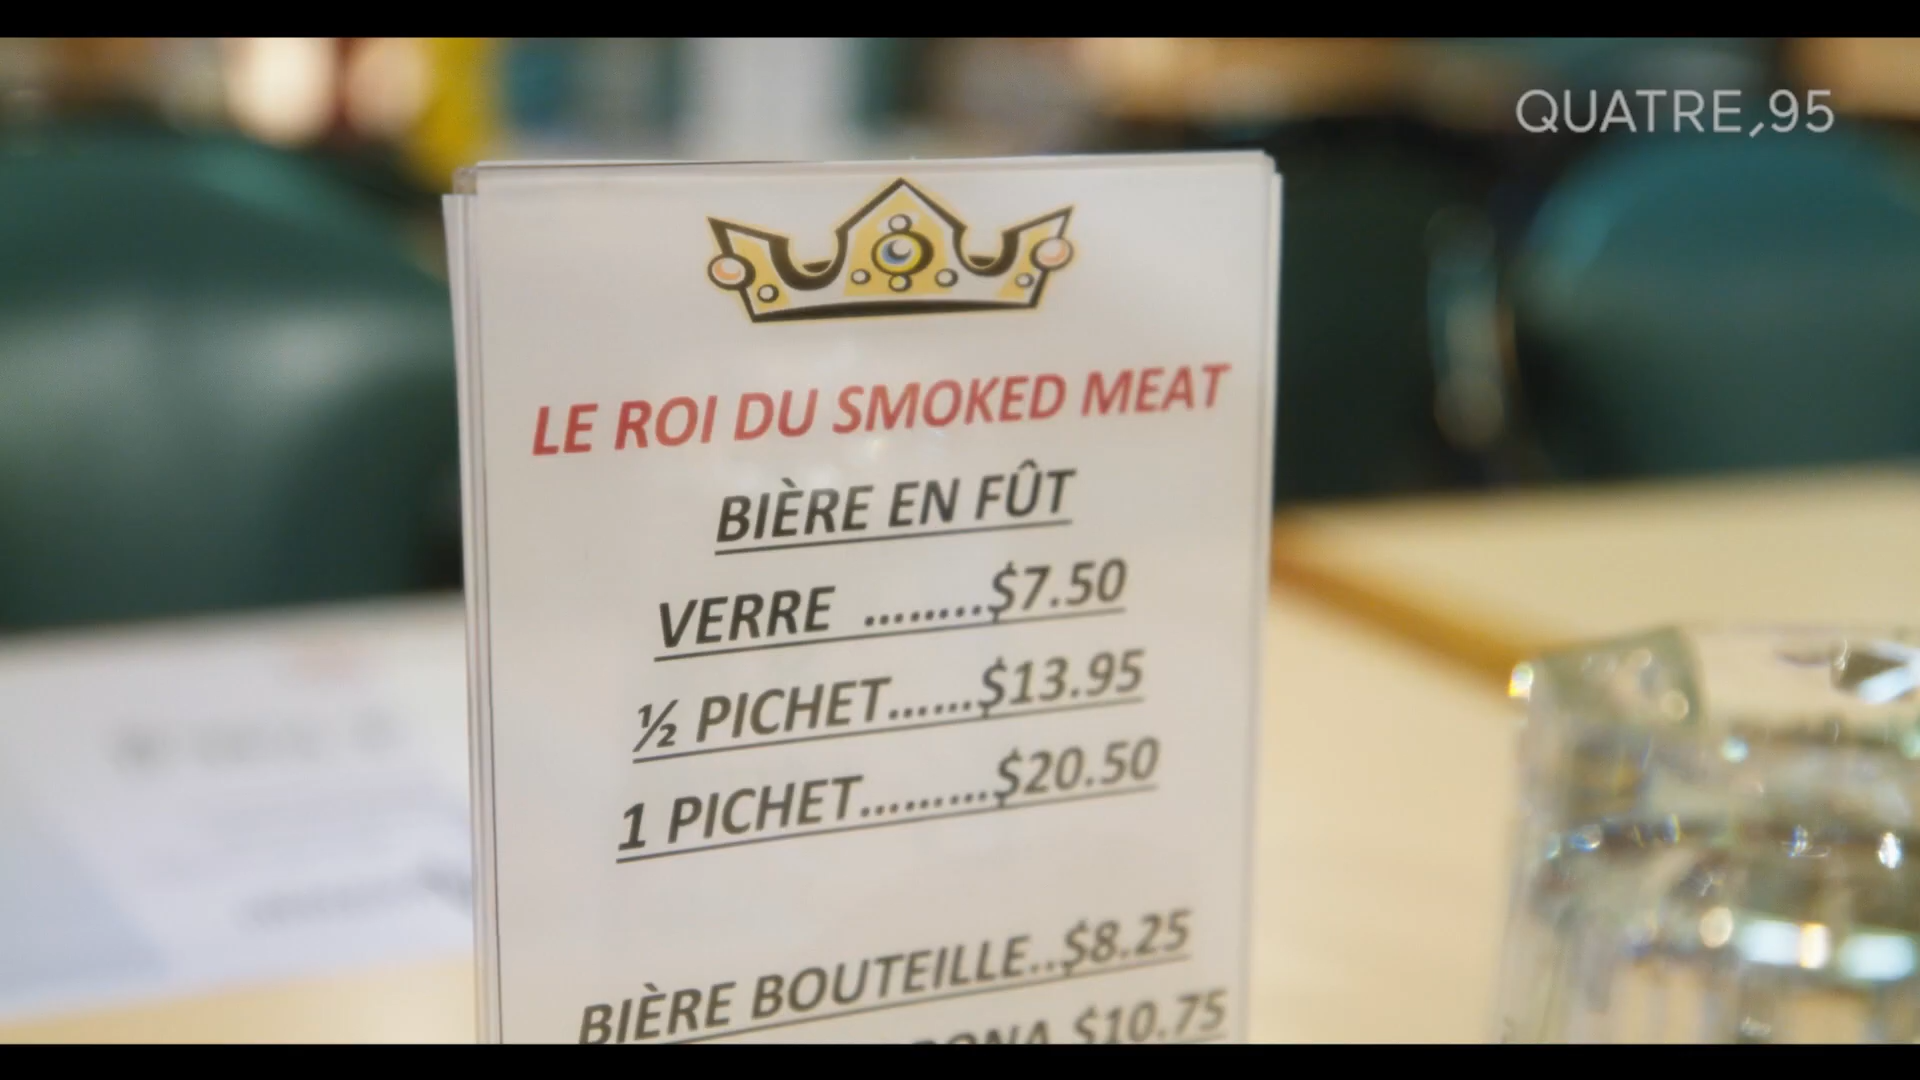 QUATRE,95
LE ROI DU SMOKED MEAT
BIÈRE EN FÛT
VERRE ........$7.50
½ PICHET......$13.95
1 PICHET.........$20.50
BIÈRE BOUTEILLE..$8.25
$10.75